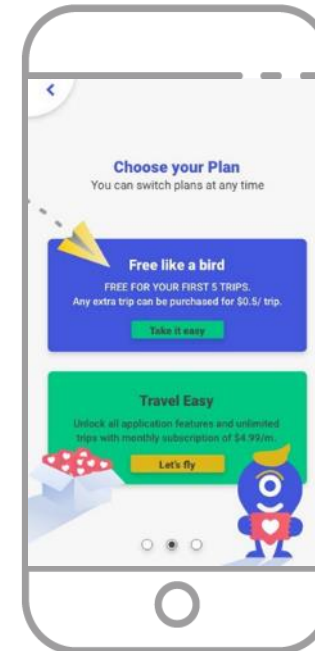 Choose your Plan
You can switch plans at any time
Free like a bird
FREE FOR YOUR FIRST 5 TRIPS.
Any extra trip can be purchased for $0.5/ trip.
Take it easy
Travel Easy
Unlock all application features and unlimited
trips with monthly subscription of $4.99/m.
Let's fly